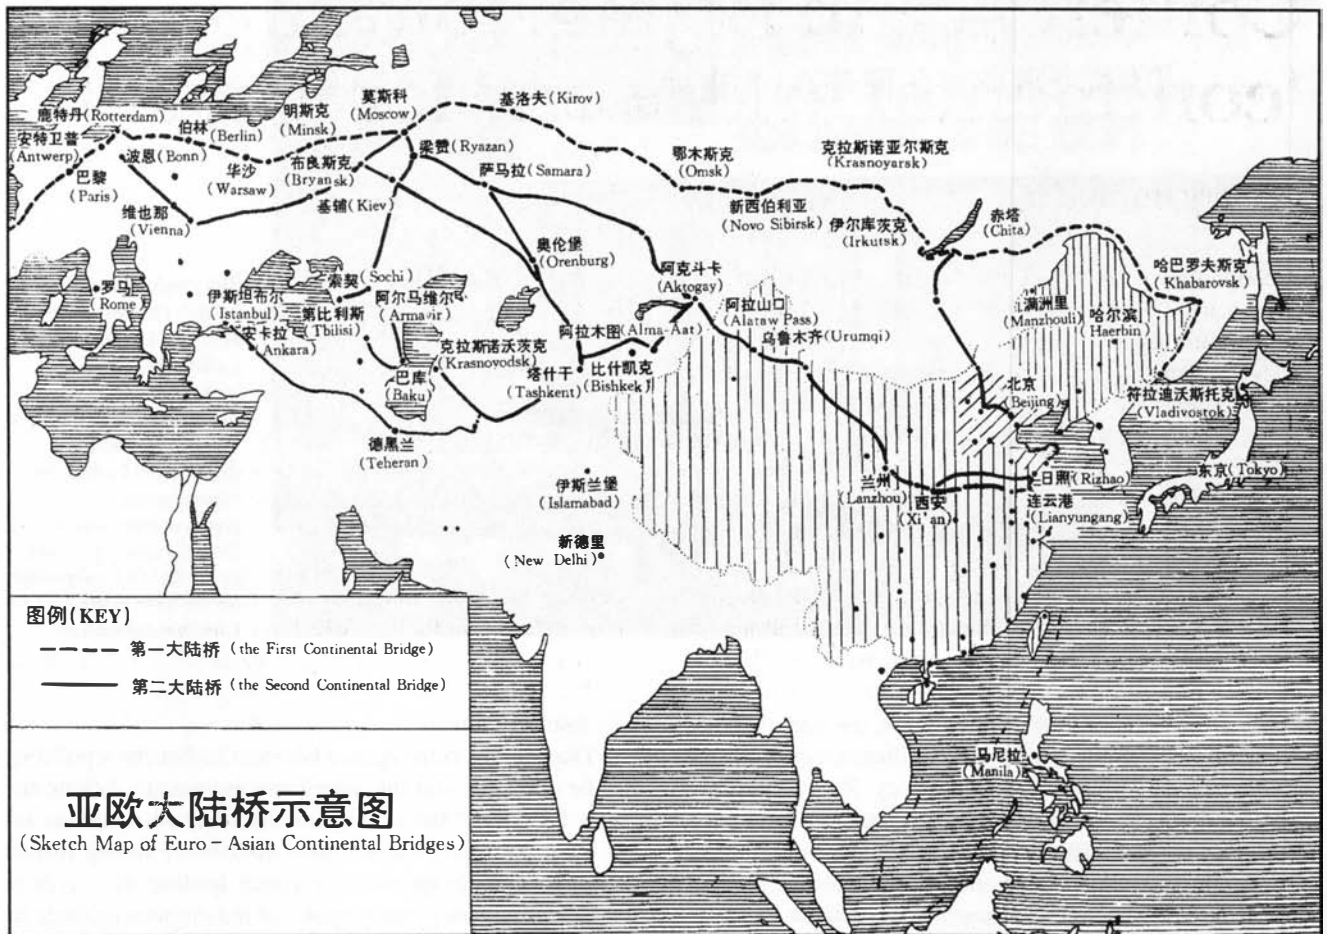 莫斯科
(Moscow)
基洛夫(Kirov)
鹿特丹(Rotterdam)
伯林(Berlin)
明斯克
(Minsk)
安特卫普
(Antwerp)
波恩(Bonn)
梁赞(Ryazan)
巴黎
(Paris)
华沙
(Warsaw)
布良斯克
(Bryansk)
萨马拉(Samara)
鄂木斯克
(Omsk)
克拉斯诺亚尔斯克
(Krasnoyarsk)
维也那
(Vienna)
基辅(Kiev)
新西伯利亚
(Novo Sibirsk)
伊尔库茨克
(Irkutsk)
赤塔
(Chita)
奥伦堡
(Orenburg)
哈巴罗夫斯克
(Khabarovsk)
罗马
(Rome)
伊斯坦布尔
(Istanbul)
索契(Sochi)
第比利斯
(Tbilisi)
阿尔马维尔
(Armavir)
阿克斗卡
(Aktogay)
阿拉山口
(Alataw Pass)
满洲里
(Manzhouli)
哈尔滨
(Haerbin)
安卡拉
(Ankara)
克拉斯诺沃茨克
(Krasnovodsk)
阿拉木图(Alma-Aat)
乌鲁木齐(Urumqi)
巴库
(Baku)
塔什干
(Tashkent)
比什凯克
(Bishkek)
北京
(Beijing)
符拉迪沃斯托克
(Vladivostok)
德黑兰
(Teheran)
伊斯兰堡
(Islamabad)
兰州
(Lanzhou)
西安
(Xi'an)
日照(Rizhao)
连云港
(Lianyungang)
东京(Tokyo)
新德里
(New Delhi)
马尼拉
(Manila)
图例(KEY)
第一大陆桥 (the First Continental Bridge)
第二大陆桥 (the Second Continental Bridge)
亚欧大陆桥示意图
(Sketch Map of Euro-Asian Continental Bridges)